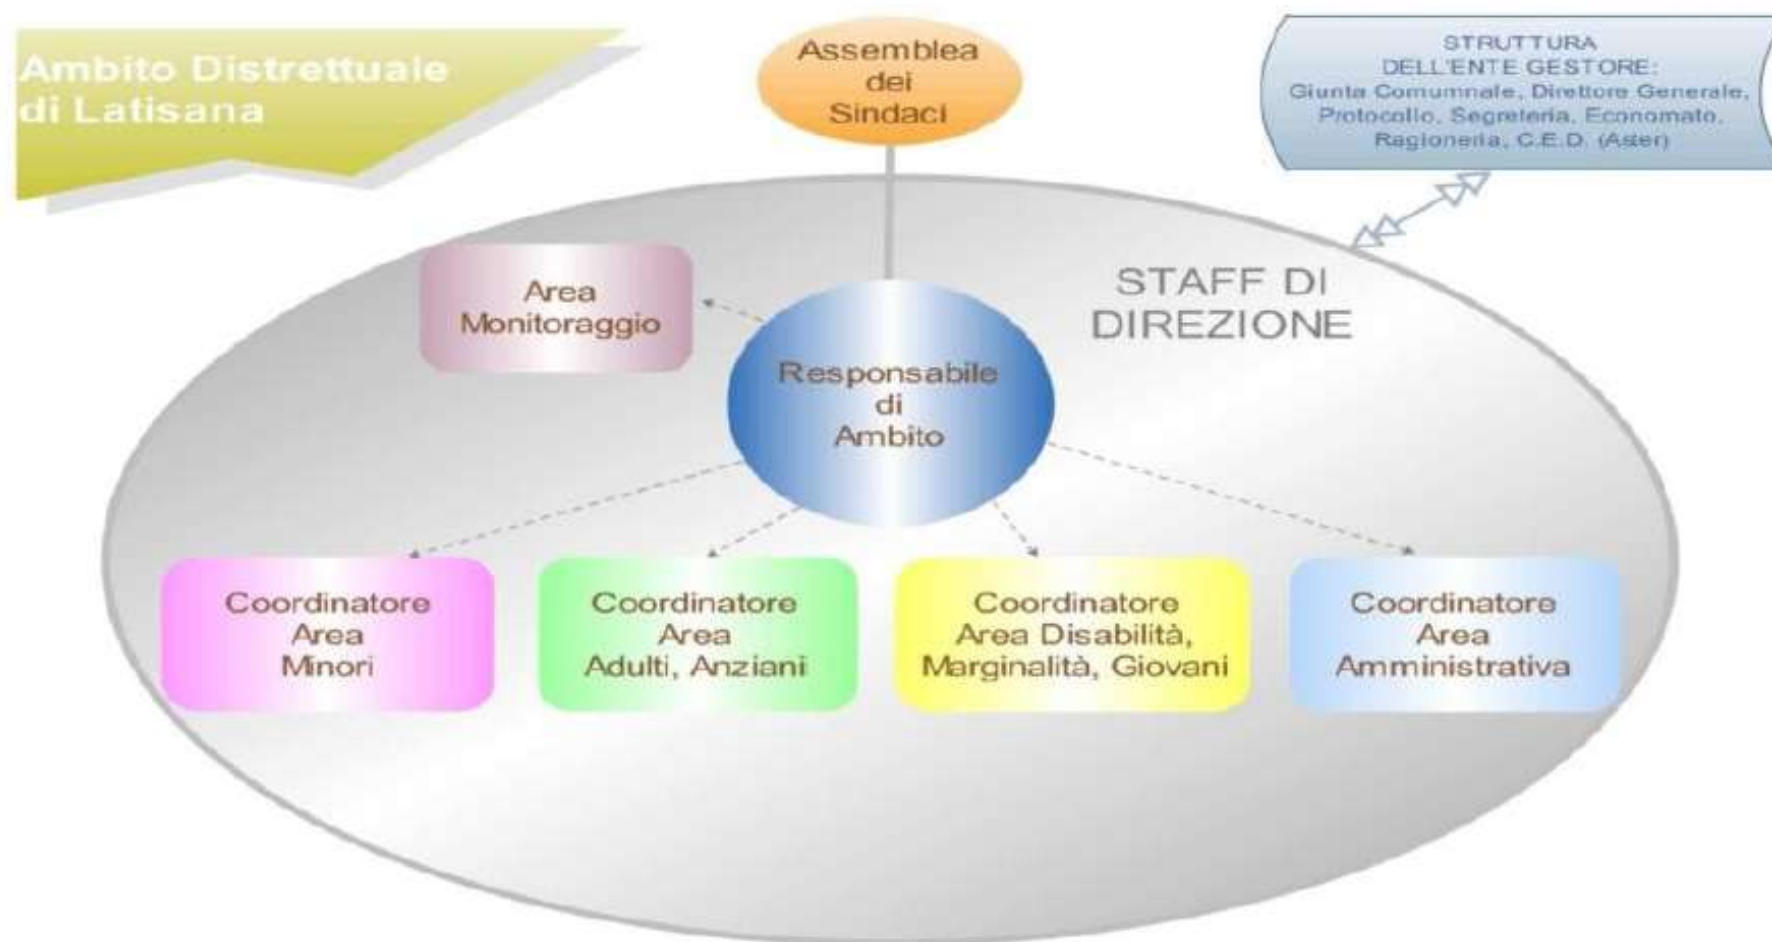 Ambito Distrettuale
di Latisana
Assemblea
dei
Sindaci
STRUTTURA
DELL'ENTE GESTORE:
Giunta Comumnale, Direttore Generale,
Protocollo, Segreteria, Economato,
Ragioneria, C.E.D. (Aster)
Area
Monitoraggio
STAFF DI
DIREZIONE
Responsabile
di
Ambito
Coordinatore
Area
Minori
Coordinatore
Area
Adulti, Anziani
Coordinatore
Area Disabilità,
Marginalità, Giovani
Coordinatore
Area
Amministrativa